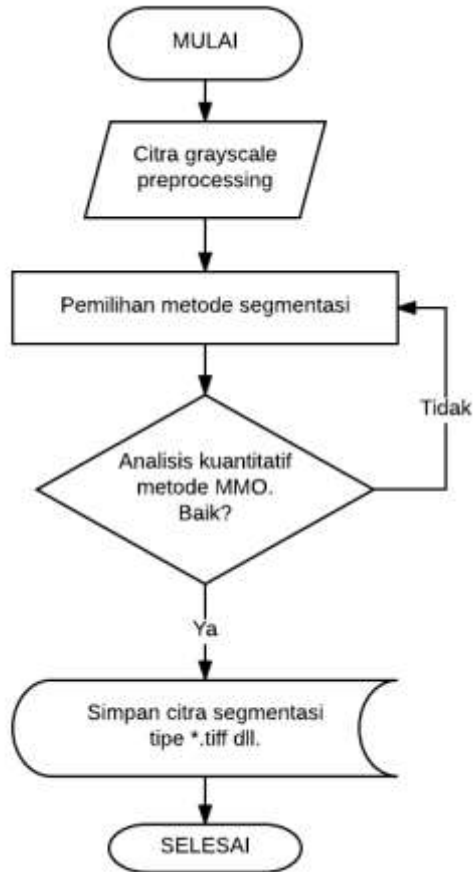 MULAI
Citra grayscale
preprocessing
Pemilihan metode segmentasi
Tidak
Analisis kuantitatif
metode MMO.
Baik?
Ya
Simpan citra segmentasi
tipe *.tiff dll.
SELESAI